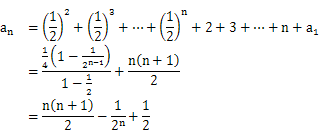 aₙ = (1/2)² + (1/2)³ + ⋯ + (1/2)ⁿ + 2 + 3 + ⋯ + n + a₁
= (1/4(1 − 1/2ⁿ⁻¹))/(1 − 1/2) + n(n + 1)/2
= n(n + 1)/2 − 1/2ⁿ + 1/2